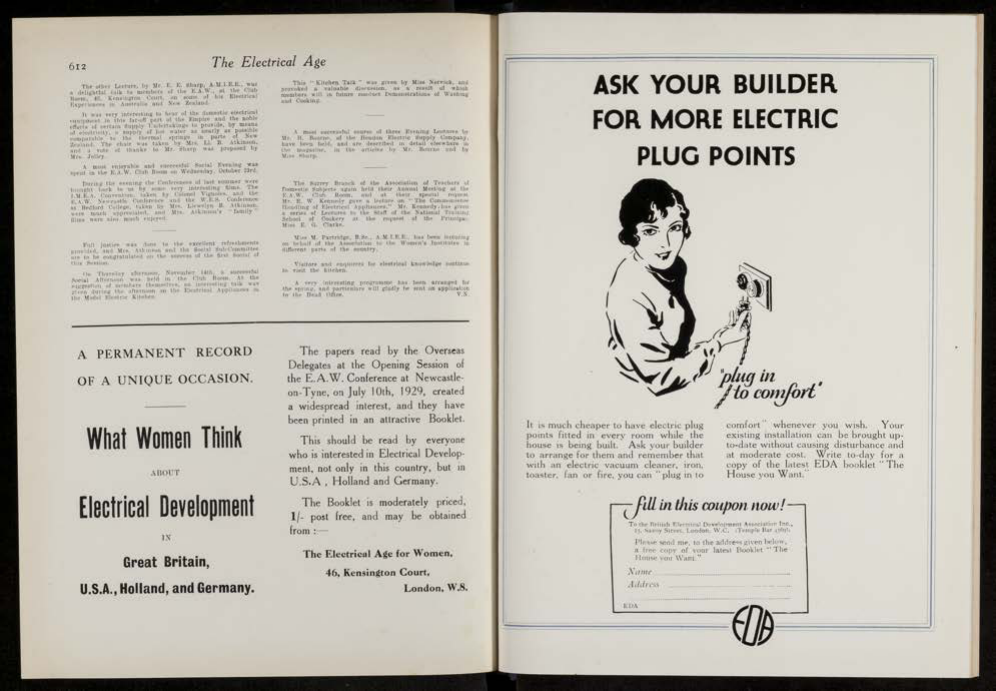 612
The Electrical Age
The other Lecture, by Mr. E. E. Sharp, A.M.I.E.E., was
a delightful talk to members of the E.A.W., at the Club
Room, 46, Kensington Court, on some of his Electrical
Experiences in Australia and New Zealand.
It was very interesting to hear of the domestic electrical
equipment in this far-off part of the Empire and the noble
efforts of certain Supply Undertakings to provide, by means
of electricity, a supply of hot water as nearly as possible
comparable to the thermal springs in parts of New
Zealand. The chair was taken by Mrs. Ll. B. Atkinson,
and a vote of thanks to Mr. Sharp was proposed by
Mrs.
A most enjoyable and successful Social Evening was
spent in the E.A.W. Club Room on Wednesday, October 23rd.
During the evening the Conferences of last summer were
brought back to us by some very interesting films. The
I.M.E.A. Convention, taken by Colonel Vignoles, and the
E.A.W. Newcastle Conference and the W.E.S. Conference
at Bedford College, taken by Mrs. Llewelyn B. Atkinson,
were much appreciated, and Mrs. Atkinson's "family"
films were also much enjoyed.
Full justice was done to the excellent refreshments
provided, and Mrs. Atkinson and the Social Sub-Committee
are to be congratulated on the success of the first Social of
this Session.
On Thursday afternoon, November 14th, a successful
Social Afternoon was held in the Club Room. At the
suggestion of members themselves, an interesting talk was
given during the afternoon on the Electrical Appliances in
the Model Electric Kitchen.
This "Kitchen Talk" was given by Miss and
provoked a valuable discussion, as a result of which
members will in future conduct Demonstrations of Washing
and Cooking.
A most successful course of three Evening Lectures by
Mr. H. of the Electric Supply Company,
have been held, and are described in detail elsewhere in
the magazine, in the articles by Mr. and by
Miss Sharp.
The Surrey Branch of the Association of Teachers of
Domestic Subjects again held their Annual Meeting at the
E.A.W. Club Room. By special request
Mr. E. W. Kennedy gave a lecture on "The Commonsense
Handling of Electrical Appliances." Mr. Kennedy has given
a series of Lectures to the Staff of the National Training
School of Cookery at the request of the Principal,
Miss E. G. Clarke.
Miss M. Partridge, B.Sc., A.M.I.E.E., has been lecturing
on behalf of the Association to the Women's Institutes in
different parts of the country.
Visitors and enquirers for electrical knowledge continue
to visit the kitchen.
A very interesting programme has been arranged for
the spring, and particulars will gladly be sent on application
to the Head Office.
A PERMANENT RECORD
OF A UNIQUE OCCASION.
What Women Think
ABOUT
Electrical Development
IN
Great Britain,
U.S.A., Holland, and Germany.
The papers read by the Overseas
Delegates at the Opening Session of
the E.A.W. Conference at Newcastle-
on-Tyne, on July 10th, 1929, created
a widespread interest, and they have
been printed in an attractive Booklet.
This should be read by everyone
who is interested in Electrical Develop-
ment, not only in this country, but in
U.S.A , Holland and Germany.
The Booklet is moderately priced,
1/- post free, and may be obtained
from :—
The Electrical Age for Women,
46, Kensington Court,
London, W.8.
ASK YOUR BUILDER
FOR MORE ELECTRIC
PLUG POINTS
"plug in
to comfort"
It is much cheaper to have electric plug
points fitted in every room while the
house is being built. Ask your builder
to arrange for them and remember that
with an electric vacuum cleaner, iron,
toaster, fan or fire, you can "plug in to
comfort" whenever you wish. Your
existing installation can be brought up-
to-date without causing disturbance and
at moderate cost. Write to-day for a
copy of the latest EDA booklet "The
House you Want."
fill in this coupon now!
To the British Electrical Development Association Inc.,
15, Savoy Street, London, W.C.
Please send me, to the address given below,
a free copy of your latest Booklet "The
House you Want."
Name
Address
EDA
EDA